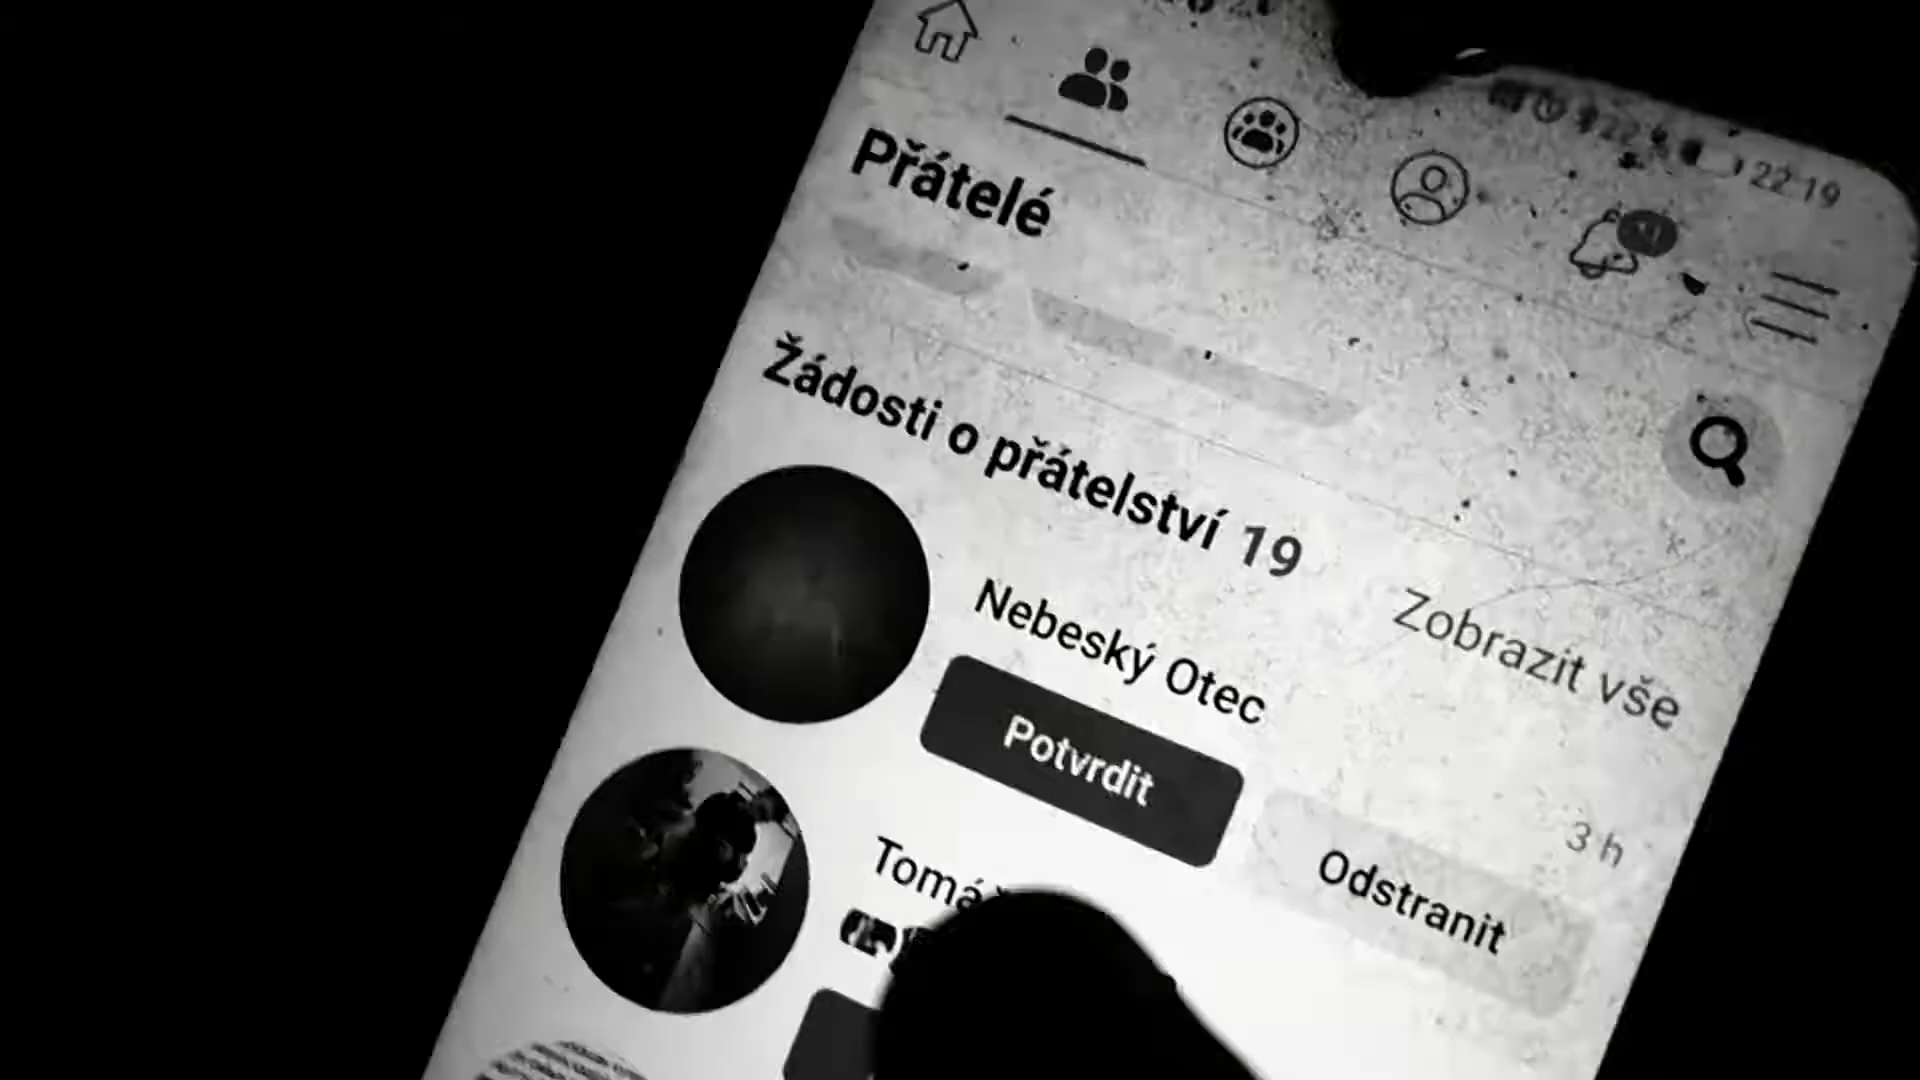 22:19
Přátelé
Žádosti o přátelství 19
Zobrazit vše
Nebeský Otec
3 h
Potvrdit
Odstranit